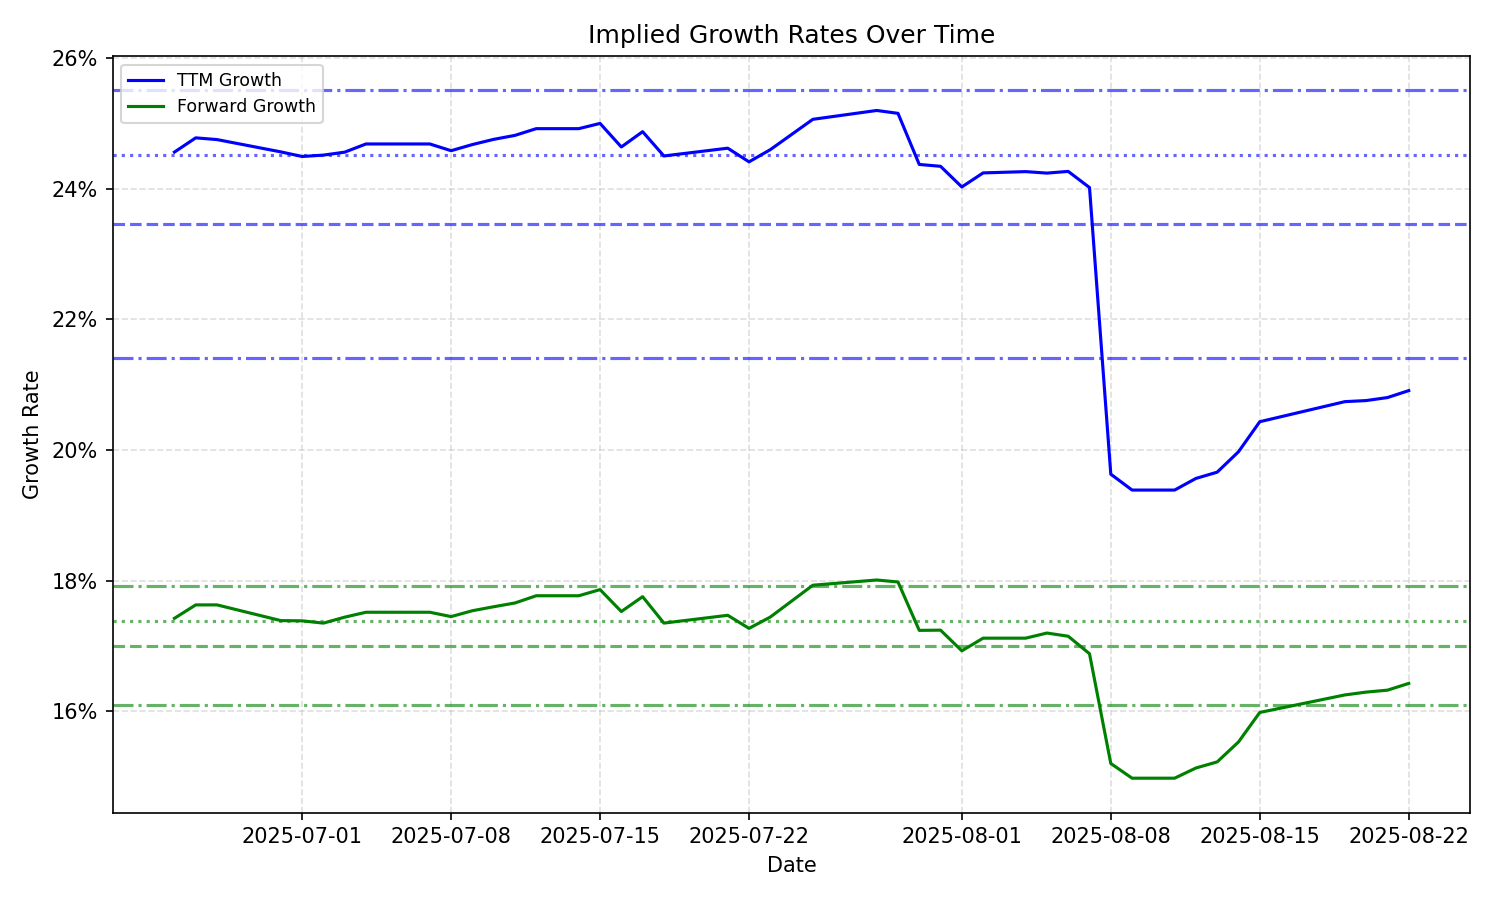 Implied Growth Rates Over Time
TTM Growth
Forward Growth
26%
24%
22%
20%
18%
16%
Growth Rate
2025-07-01 2025-07-08 2025-07-15 2025-07-22 2025-08-01 2025-08-08 2025-08-15 2025-08-22
Date